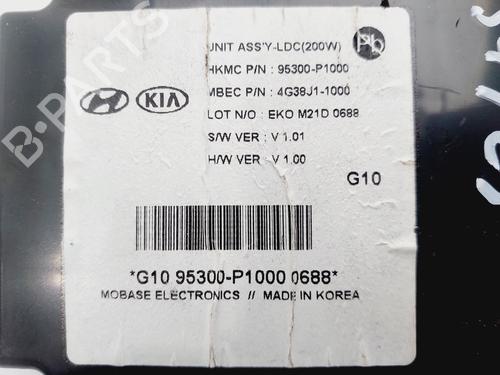 UNIT ASS'Y-LDC(200W)
Pb
HKMC P/N : 95300-P1000
MBEC P/N : 4G38J1-1000
LOT N/O : EKO M21D 0688
S/W VER : V 1.01
H/W VER : V 1.00
KIA
G10
*G10 95300-P1000 0688*
MOBASE ELECTRONICS // MADE IN KOREA
B-PARTS